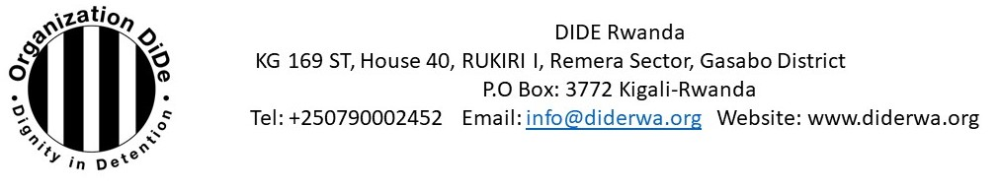 Organization DiDe
• Dignity in Detention •
DIDE Rwanda
KG 169 ST, House 40, RUKIRI I, Remera Sector, Gasabo District
P.O Box: 3772 Kigali-Rwanda
Tel: +250790002452 Email: info@diderwa.org Website: www.diderwa.org